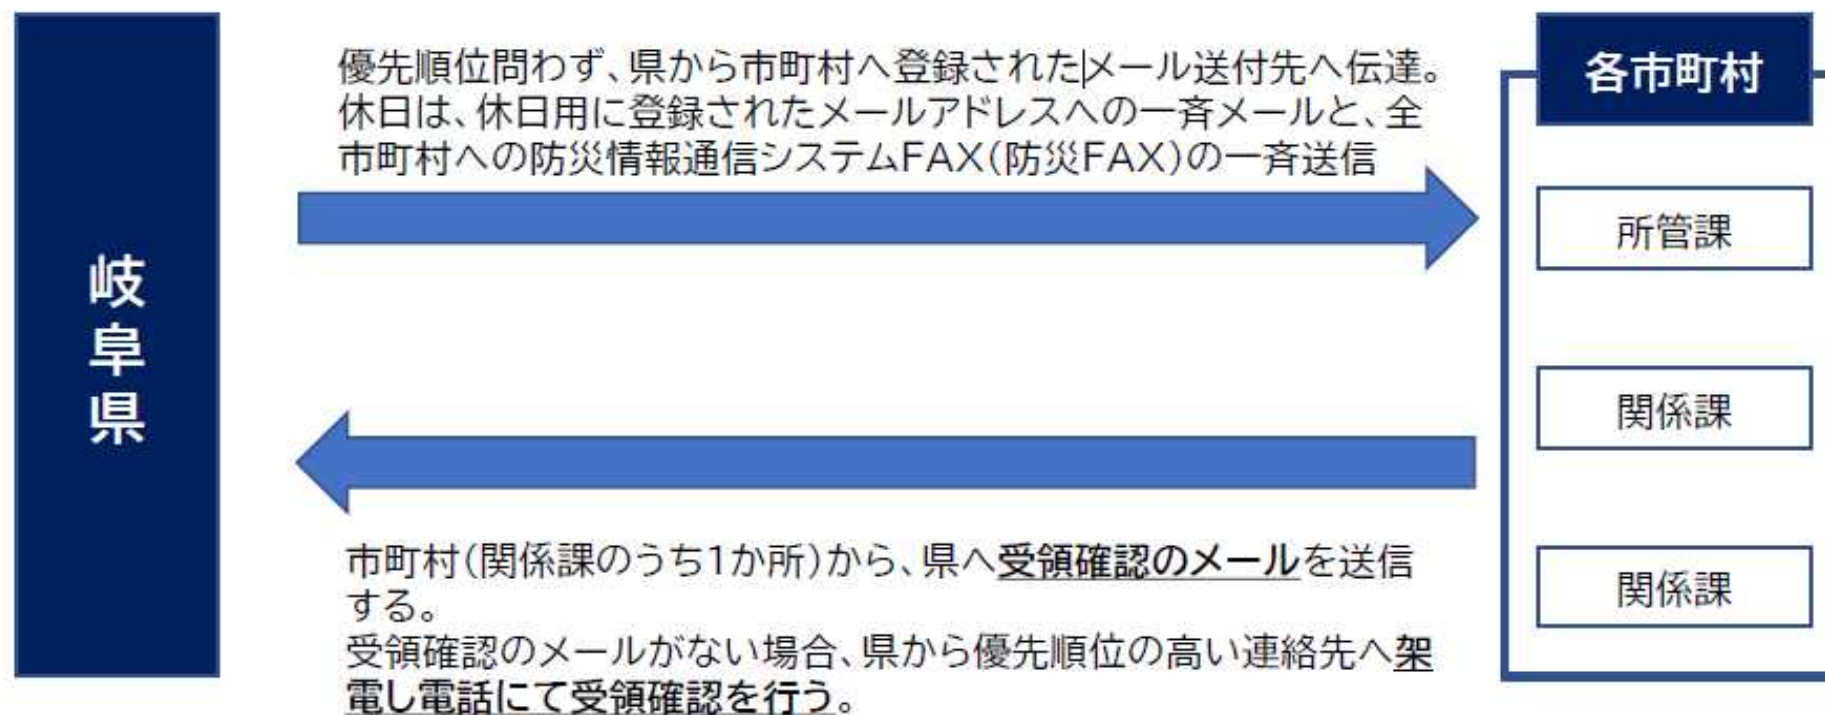 岐阜県
優先順位問わず、県から市町村へ登録されたメール送付先へ伝達。
休日は、休日用に登録されたメールアドレスへの一斉メールと、全
市町村への防災情報通信システムFAX(防災FAX)の一斉送信
市町村(関係課のうち1か所)から、県へ受領確認のメールを送信
する。
受領確認のメールがない場合、県から優先順位の高い連絡先へ架
電し電話にて受領確認を行う。
各市町村
所管課
関係課
関係課